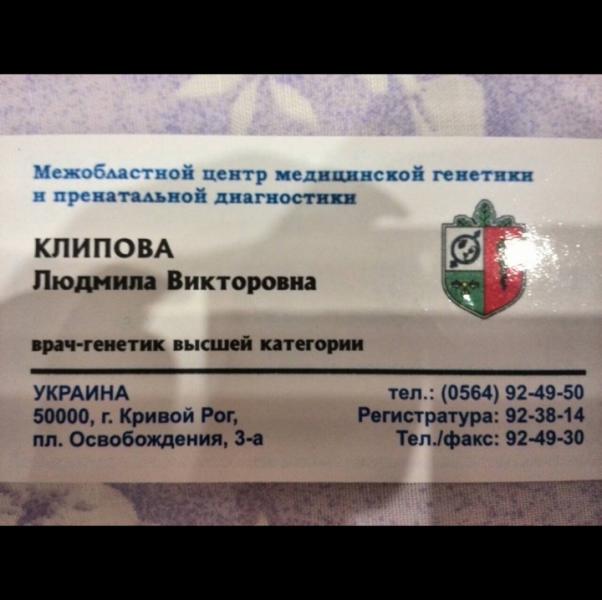 Межобластной центр медицинской генетики
и пренатальной диагностики
КЛИПОВА
Людмила Викторовна
врач-генетик высшей категории
УКРАИНА
50000, г. Кривой Рог,
пл. Освобождения, 3-а
тел.: (0564) 92-49-50
Регистратура: 92-38-14
Тел./факс: 92-49-30